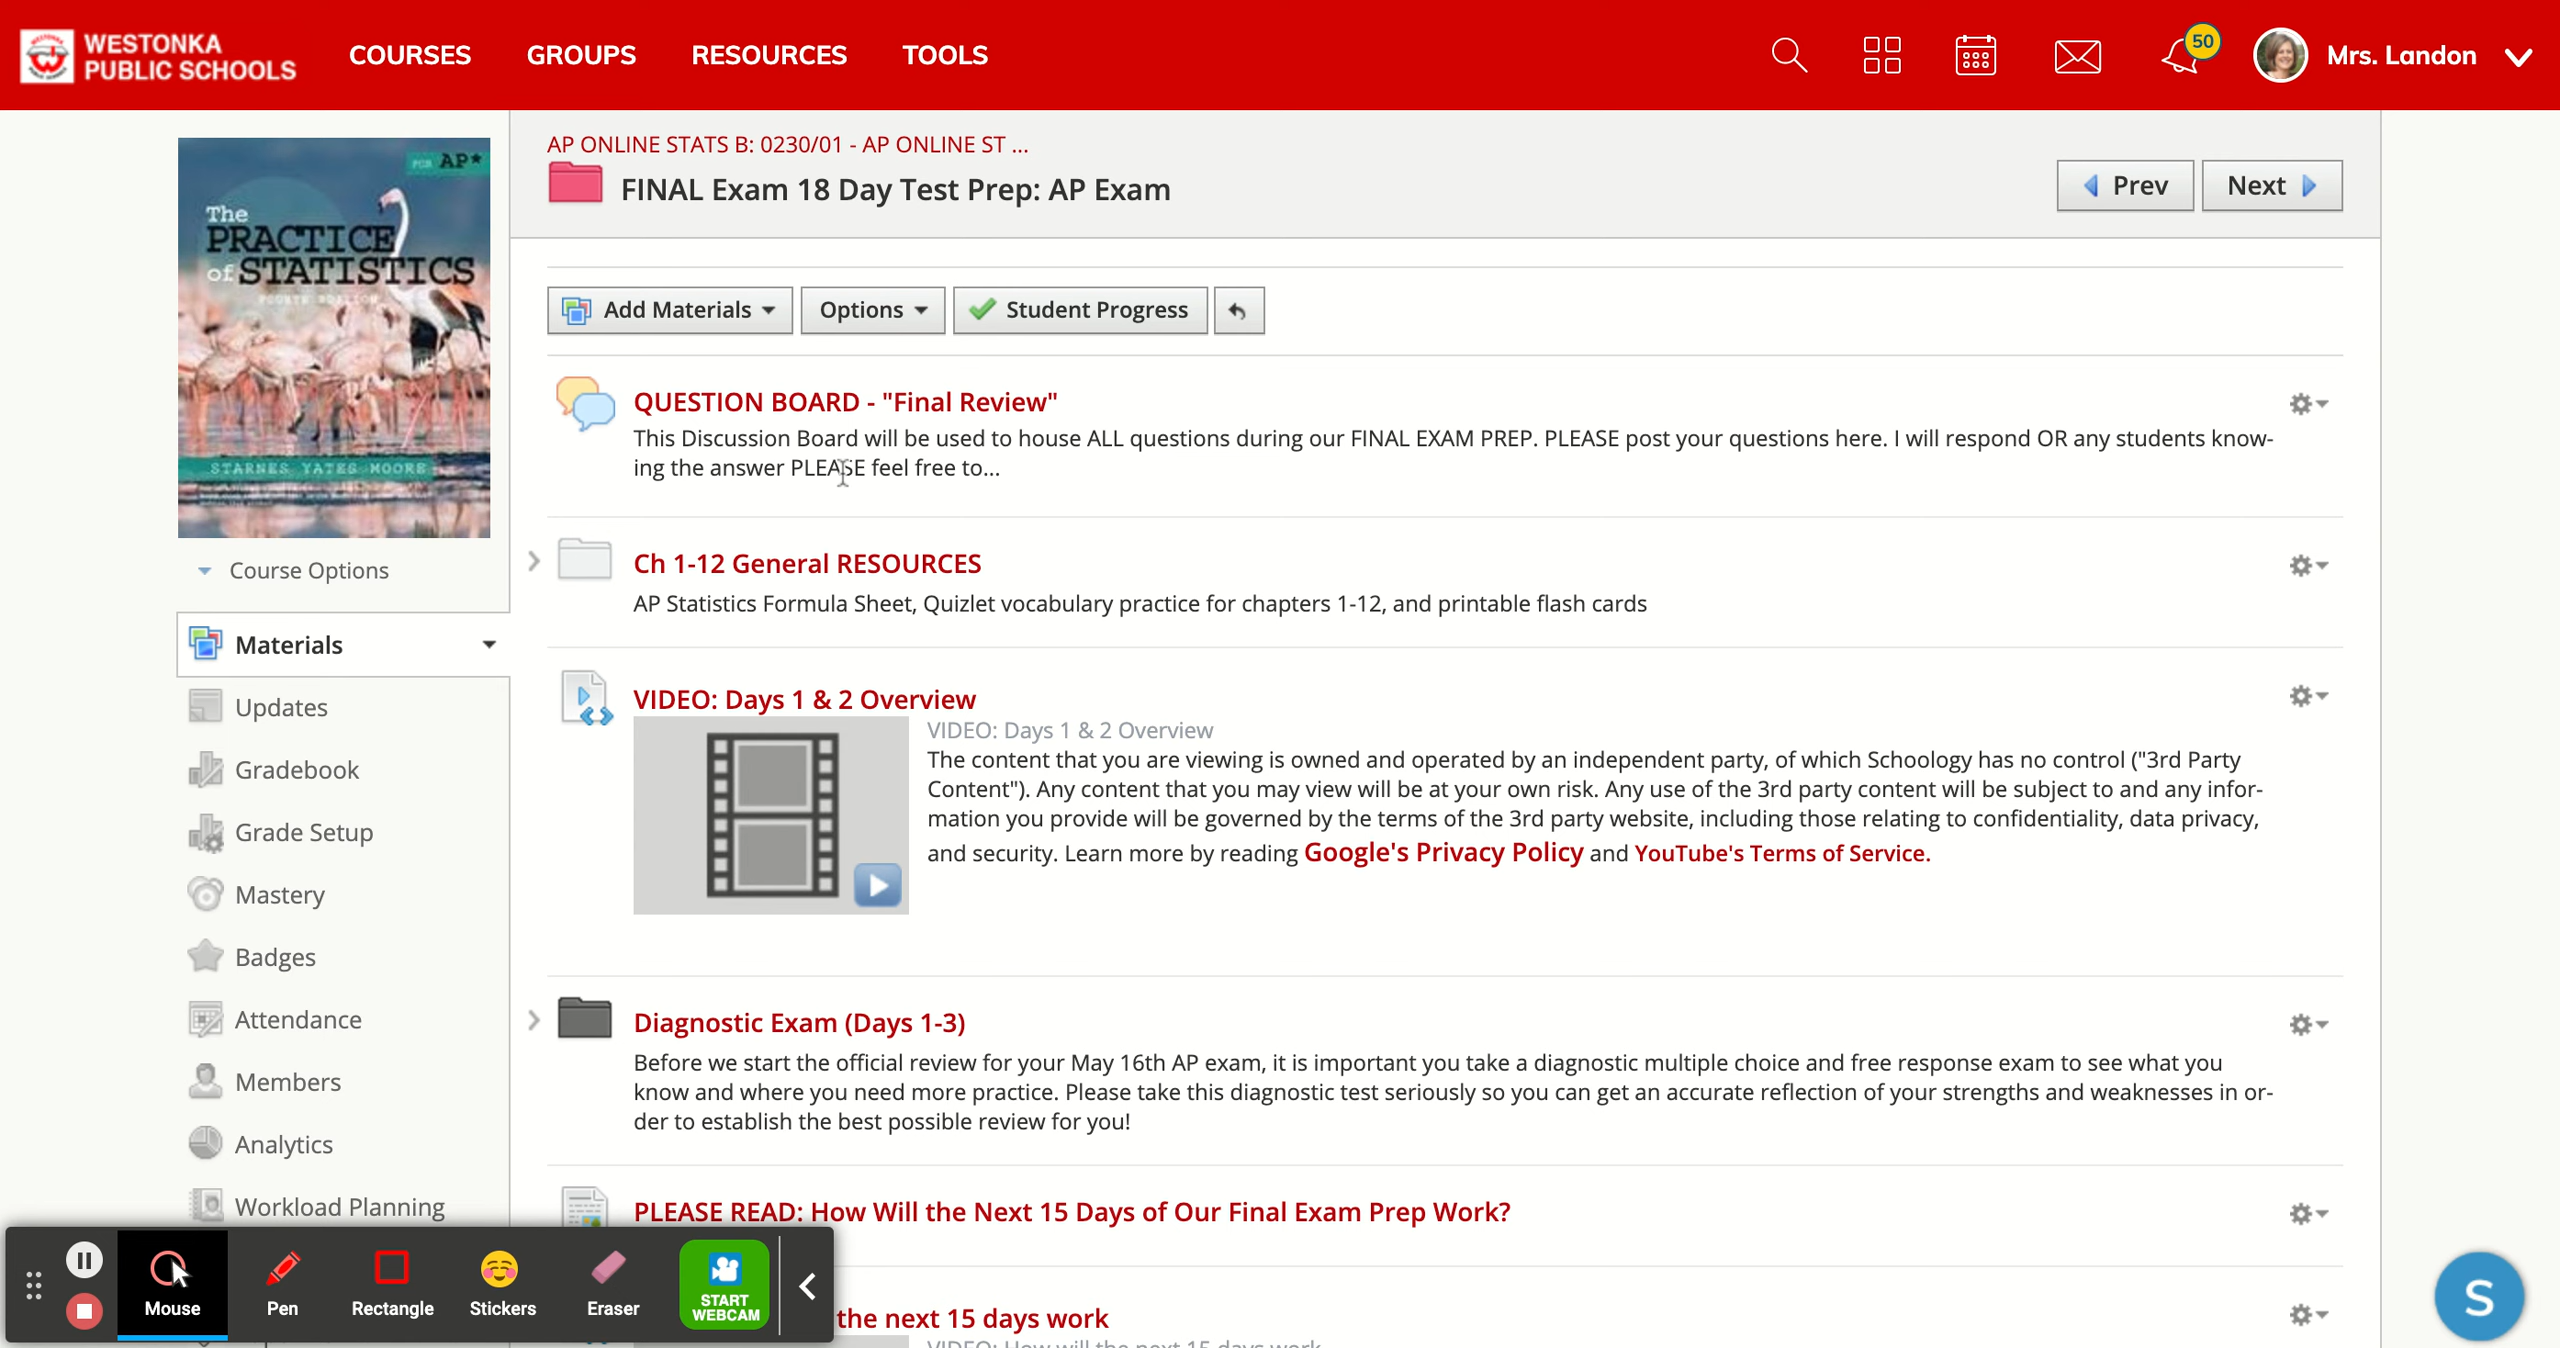 WESTONKA
PUBLIC SCHOOLS
COURSES
GROUPS
RESOURCES
TOOLS
50
Mrs. Landon
FOR AP*
The
PRACTICE
of STATISTICS
FOURTH EDITION
STARNES YATES MOORE
Course Options
Materials
Updates
Gradebook
Grade Setup
Mastery
Badges
Attendance
Members
Analytics
Workload Planning
AP ONLINE STATS B: 0230/01 - AP ONLINE ST ...
FINAL Exam 18 Day Test Prep: AP Exam
Prev
Next
Add Materials
Options
Student Progress
QUESTION BOARD - "Final Review"
This Discussion Board will be used to house ALL questions during our FINAL EXAM PREP. PLEASE post your questions here. I will respond OR any students know-
ing the answer PLEASE feel free to...
Ch 1-12 General RESOURCES
AP Statistics Formula Sheet, Quizlet vocabulary practice for chapters 1-12, and printable flash cards
VIDEO: Days 1 & 2 Overview
VIDEO: Days 1 & 2 Overview
The content that you are viewing is owned and operated by an independent party, of which Schoology has no control ("3rd Party
Content"). Any content that you may view will be at your own risk. Any use of the 3rd party content will be subject to and any infor-
mation you provide will be governed by the terms of the 3rd party website, including those relating to confidentiality, data privacy,
and security. Learn more by reading Google's Privacy Policy and YouTube's Terms of Service.
Diagnostic Exam (Days 1-3)
Before we start the official review for your May 16th AP exam, it is important you take a diagnostic multiple choice and free response exam to see what you
know and where you need more practice. Please take this diagnostic test seriously so you can get an accurate reflection of your strengths and weaknesses in or-
der to establish the best possible review for you!
PLEASE READ: How Will the Next 15 Days of Our Final Exam Prep Work?
the next 15 days work
VIDEO: How will the next 15 days work
Mouse
Pen
Rectangle
Stickers
Eraser
START
WEBCAM
S